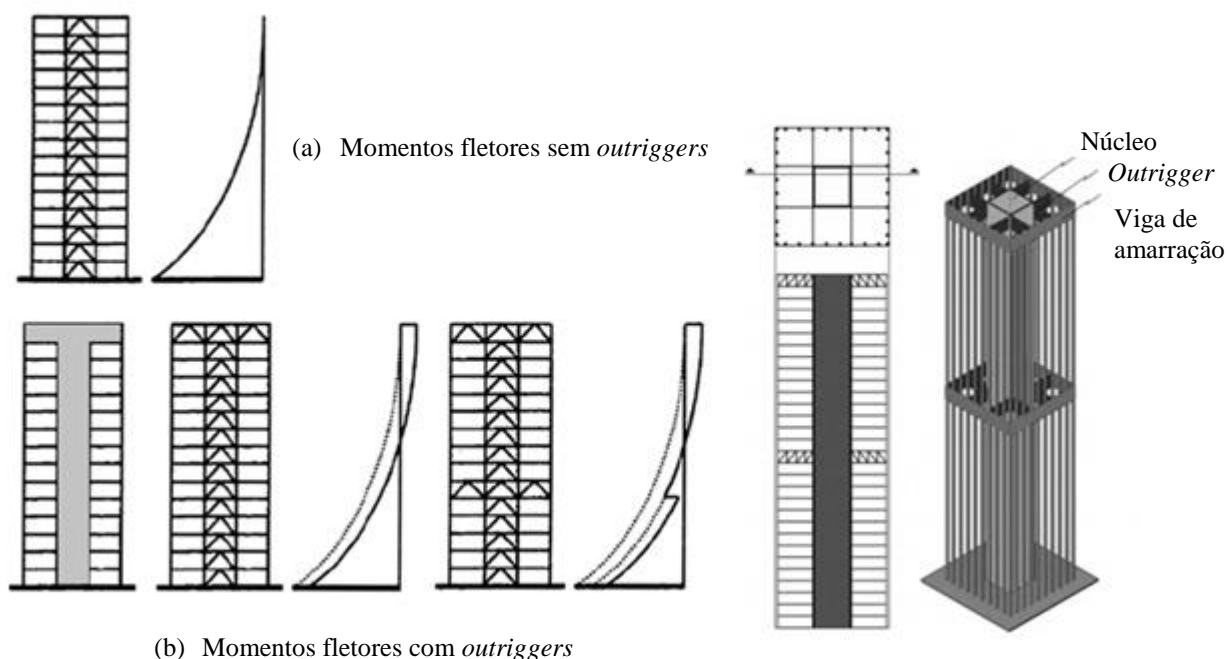 (a) Momentos fletores sem outriggers
Núcleo
Outrigger
Viga de
amarração
(b) Momentos fletores com outriggers